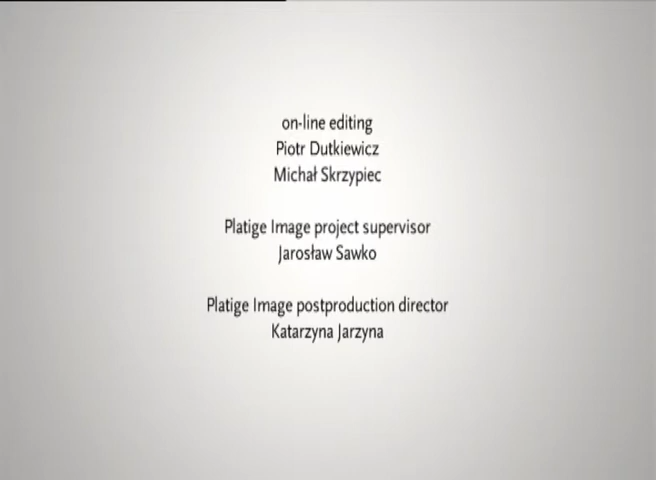 on-line editing
Piotr Dutkiewicz
Michał Skrzypiec
Platige Image project supervisor
Jarosław Sawko
Platige Image postproduction director
Katarzyna Jarzyna